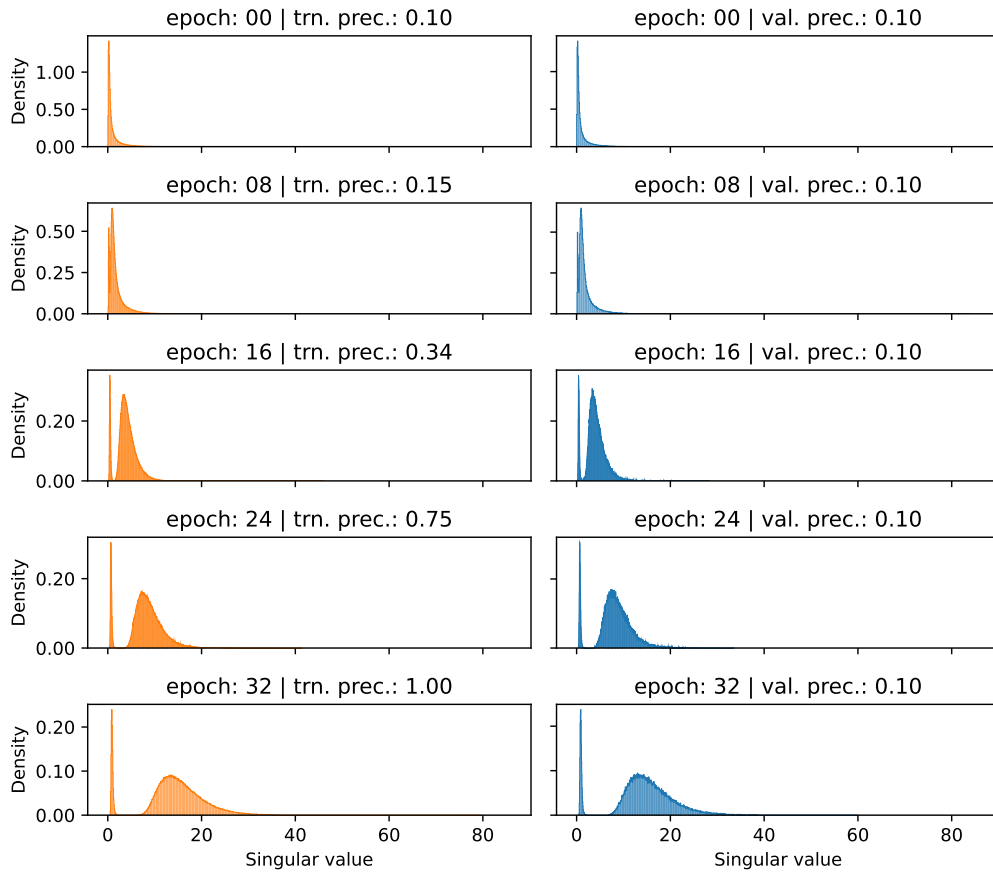 epoch: 00 | trn. prec.: 0.10
epoch: 00 | val. prec.: 0.10
Density
1.00
0.50
0.00
0 20 40 60 80
0 20 40 60 80
epoch: 08 | trn. prec.: 0.15
epoch: 08 | val. prec.: 0.10
Density
0.50
0.25
0.00
epoch: 16 | trn. prec.: 0.34
epoch: 16 | val. prec.: 0.10
Density
0.20
0.00
epoch: 24 | trn. prec.: 0.75
epoch: 24 | val. prec.: 0.10
Density
0.20
0.00
epoch: 32 | trn. prec.: 1.00
epoch: 32 | val. prec.: 0.10
Density
0.20
0.10
0.00
Singular value
Singular value